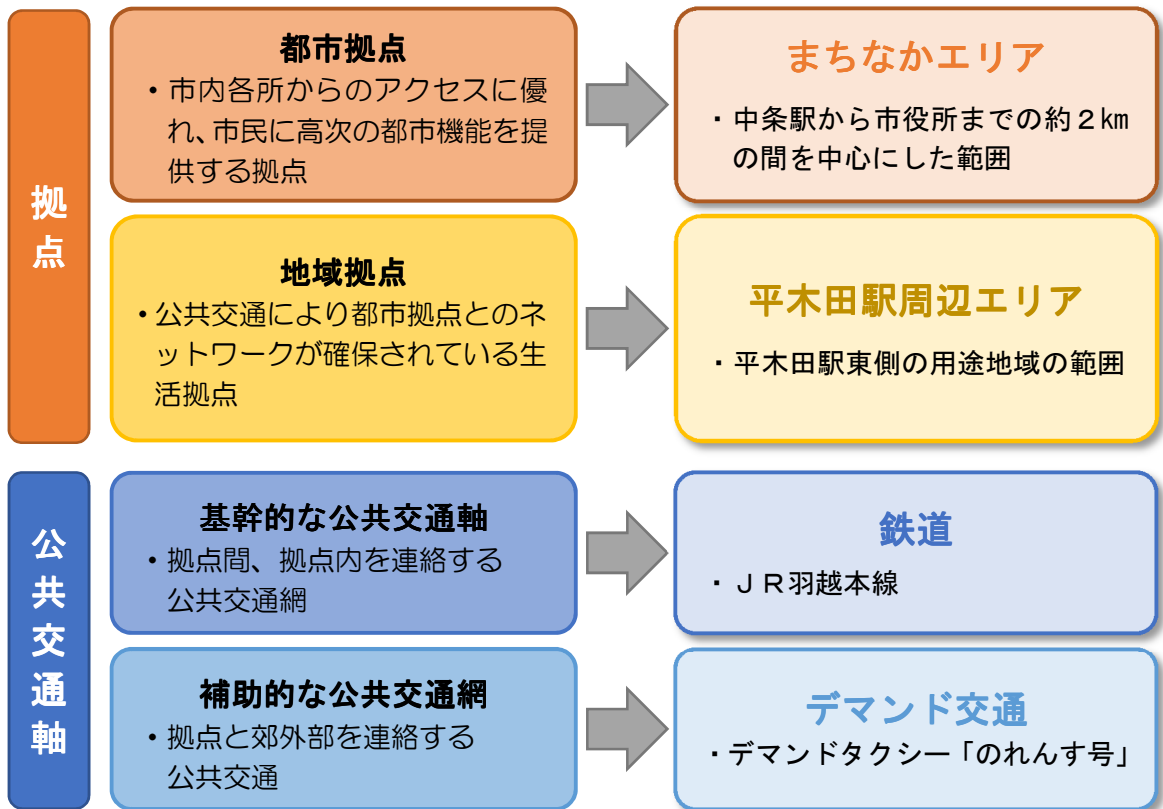 拠点
都市拠点
・市内各所からのアクセスに優
れ、市民に高次の都市機能を提
供する拠点
まちなかエリア
・中条駅から市役所までの約２㎞
の間を中心にした範囲
地域拠点
・公共交通により都市拠点とのネ
ットワークが確保されている生
活拠点
平木田駅周辺エリア
・平木田駅東側の用途地域の範囲
公共交通軸
基幹的な公共交通軸
・拠点間、拠点内を連絡する
公共交通網
鉄道
・ＪＲ羽越本線
補助的な公共交通網
・拠点と郊外部を連絡する
公共交通
デマンド交通
・デマンドタクシー「のれんす号」